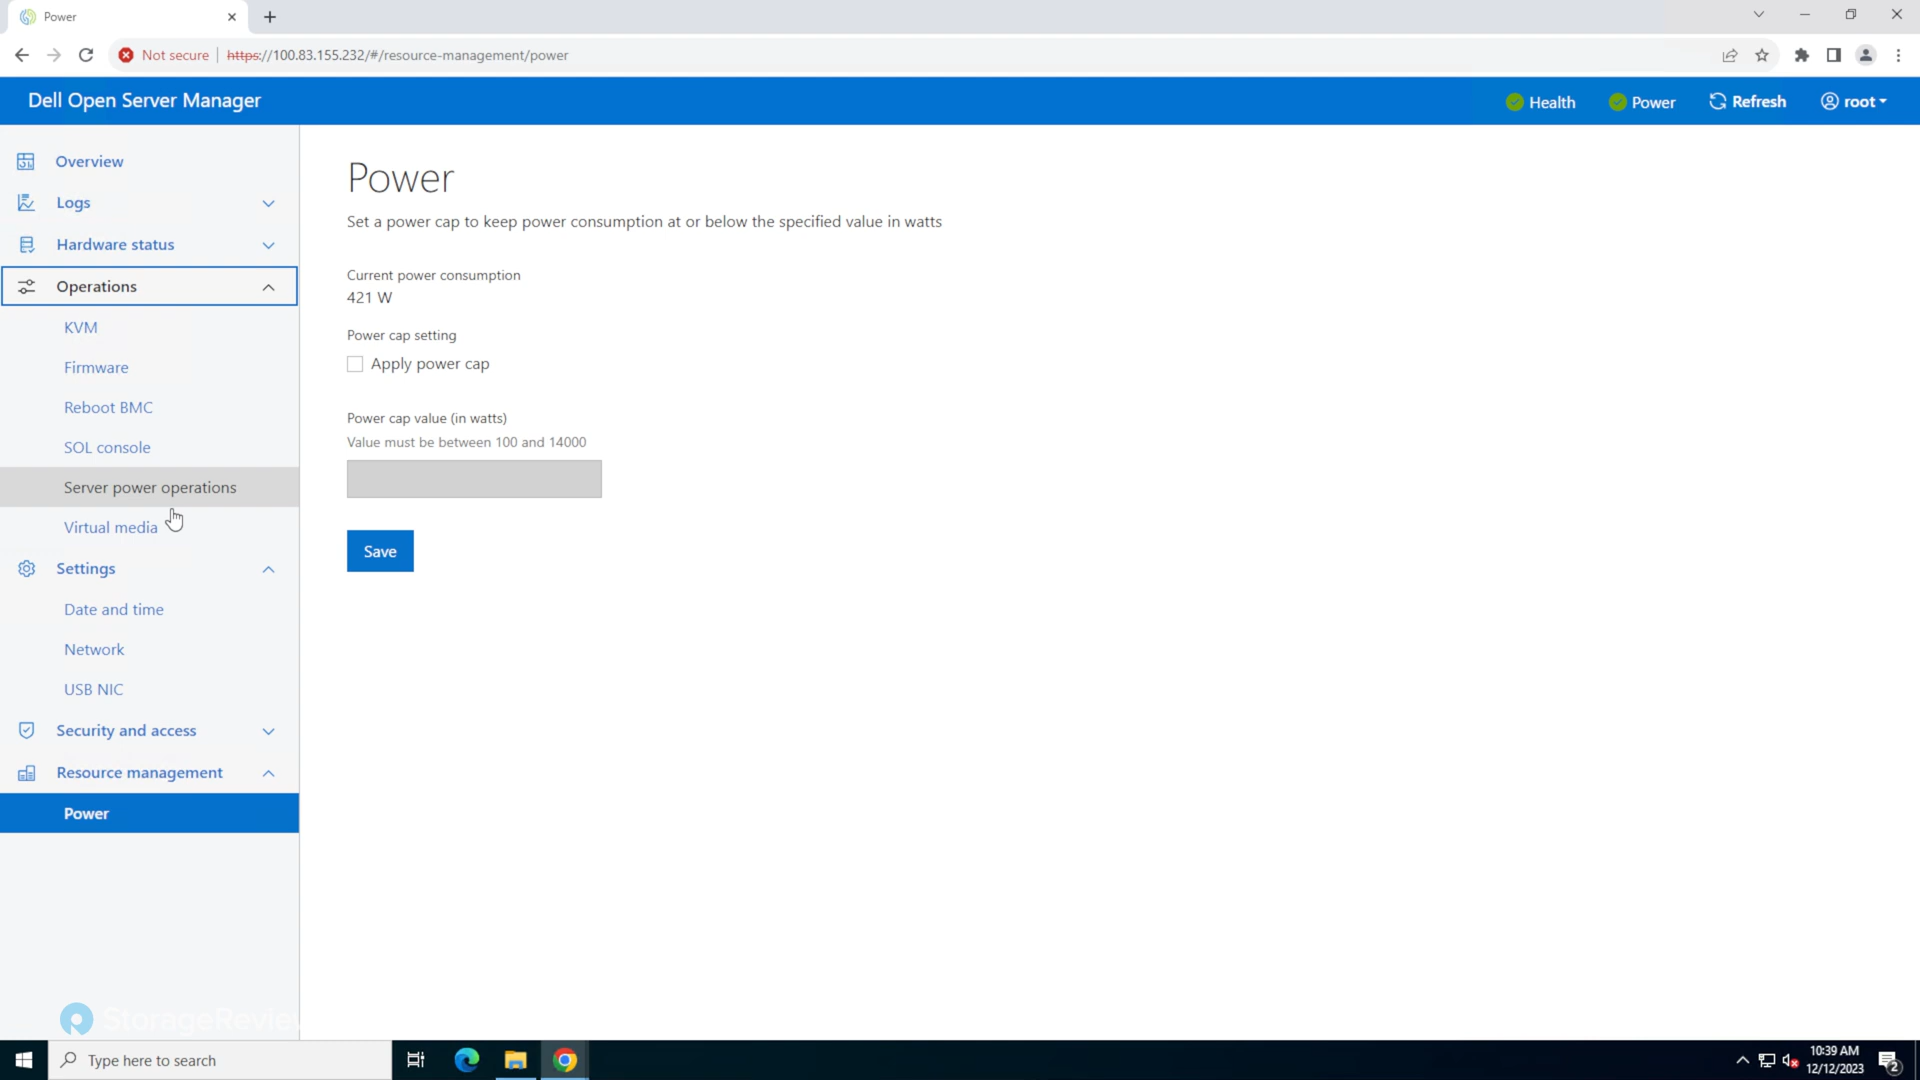 Power
Not secure
https://100.83.155.232/#/resource-management/power
Dell Open Server Manager
Health
Power
Refresh
root
Overview
Logs
Hardware status
Operations
KVM
Firmware
Reboot BMC
SOL console
Server power operations
Virtual media
Settings
Date and time
Network
USB NIC
Security and access
Resource management
Power
Power
Set a power cap to keep power consumption at or below the specified value in watts
Current power consumption
421 W
Power cap setting
Apply power cap
Power cap value (in watts)
Value must be between 100 and 14000
Save
StorageReview
Type here to search
10:39 AM
12/12/2023
2